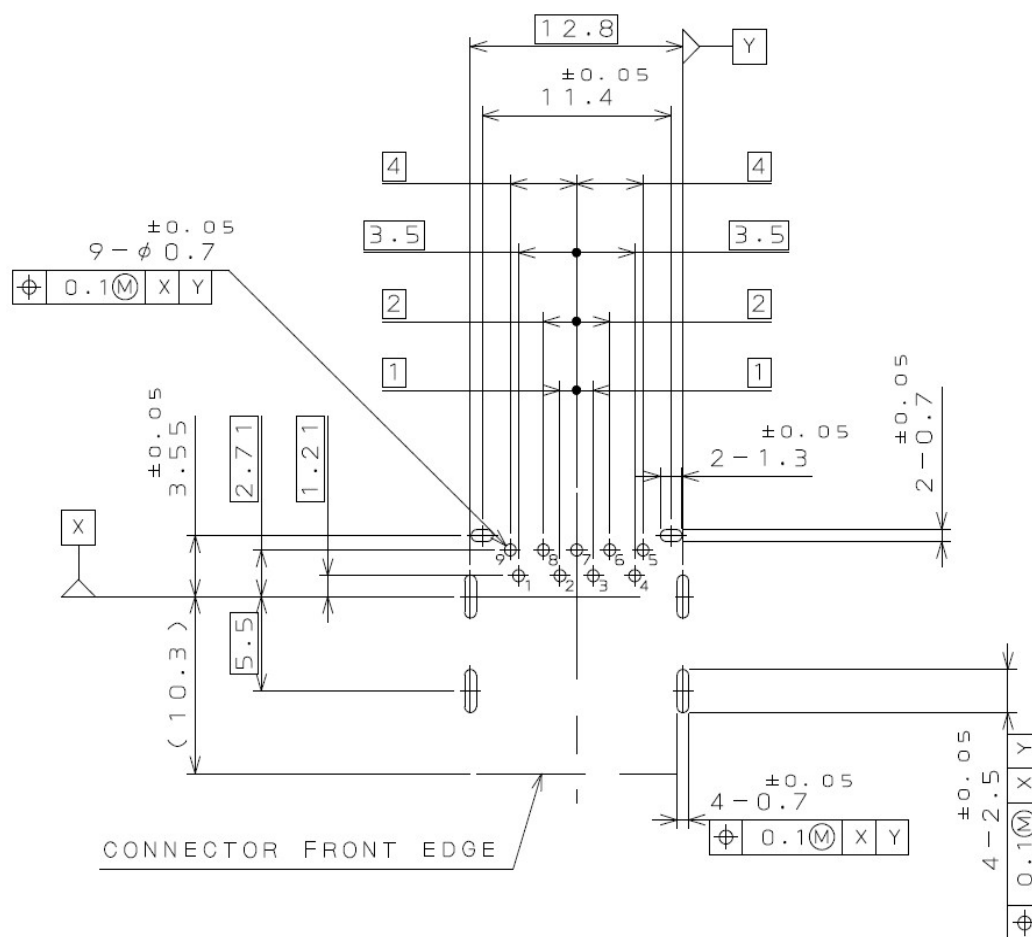 12.8
Y
±0.05
11.4
4 4
±0.05
9-ϕ0.7
⌖ 0.1Ⓜ X Y
3.5 3.5
2 2
1 1
±0.05
3.55
2.71
1.21
±0.05
2-1.3
±0.05
2-0.7
X
9 8 7 6 5
1 2 3 4
(10.3)
5.5
±0.05
4-0.7
⌖ 0.1Ⓜ X Y
±0.05
4-2.5
⌖ 0.1Ⓜ X Y
CONNECTOR FRONT EDGE